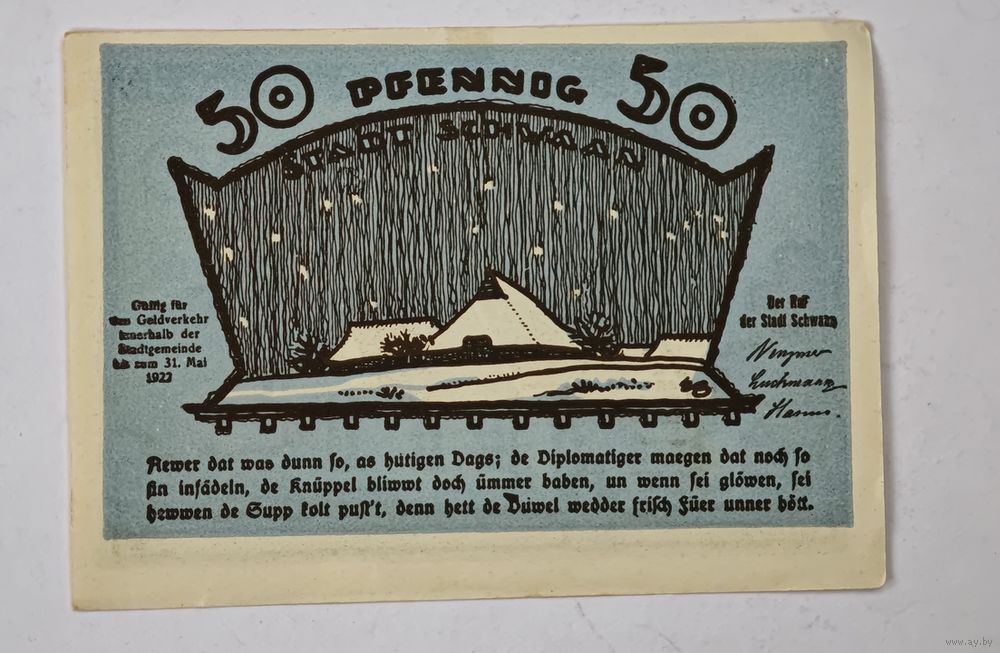 50 PFENNIG 50
STADT SCHWAAN
Gültig für
den Geldverkehr
innerhalb der
Stadtgemeinde
bis zum 31. Mai
1922
Der Rat
der Stadt Schwaan
Aewer dat was dunn so, as hütigen Dags; de Diplomatiger maegen dat noch so
fin infädeln, de Knüppel bliwwt doch ümmer baben, un wenn sei glöwen, sei
hewwen de Supp kolt pust't, denn hett de Düwel wedder frisch Füer unner bött.
www.ay.by